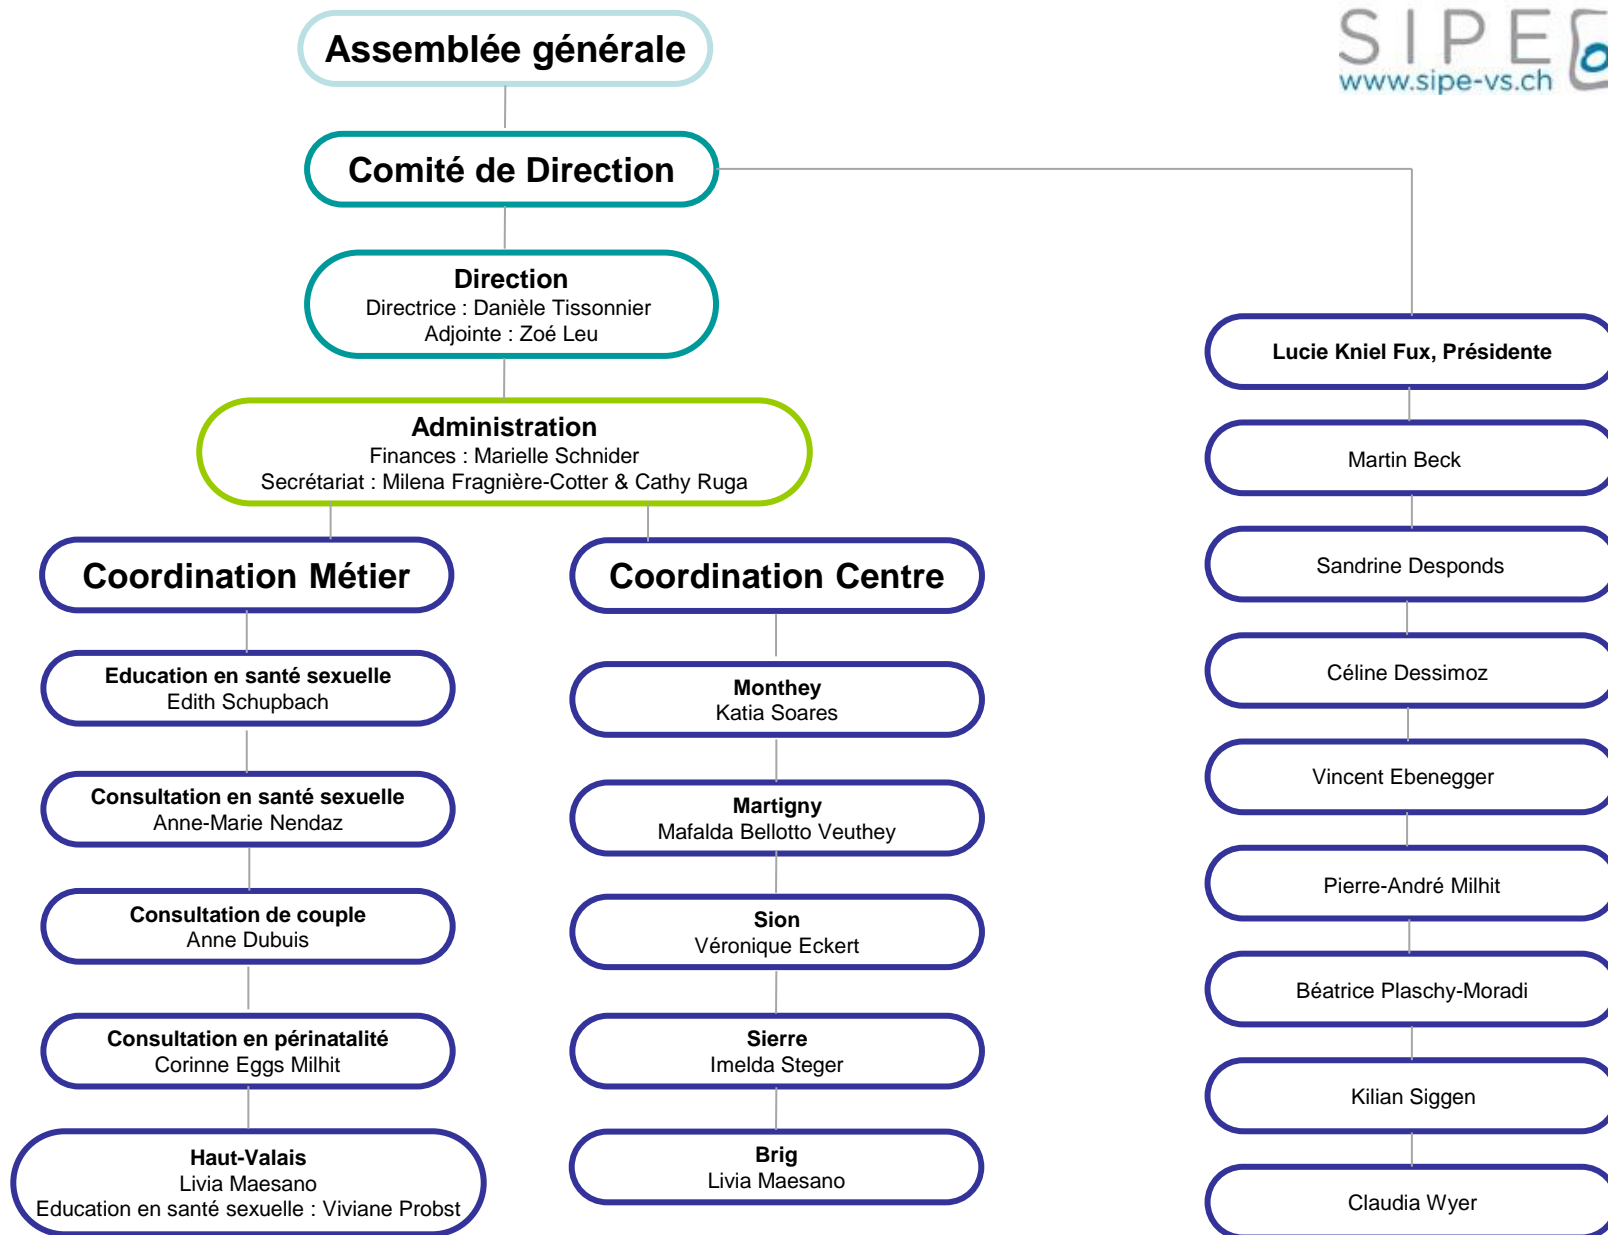 SIPE
www.sipe-vs.ch
Assemblée générale
Comité de Direction
Direction
Directrice : Danièle Tissonnier
Adjointe : Zoé Leu
Administration
Finances : Marielle Schnider
Secrétariat : Milena Fragnière-Cotter & Cathy Ruga
Coordination Métier
Education en santé sexuelle
Edith Schupbach
Consultation en santé sexuelle
Anne-Marie Nendaz
Consultation de couple
Anne Dubuis
Consultation en périnatalité
Corinne Eggs Milhit
Haut-Valais
Livia Maesano
Education en santé sexuelle : Viviane Probst
Coordination Centre
Monthey
Katia Soares
Martigny
Mafalda Bellotto Veuthey
Sion
Véronique Eckert
Sierre
Imelda Steger
Brig
Livia Maesano
Lucie Kniel Fux, Présidente
Martin Beck
Sandrine Desponds
Céline Dessimoz
Vincent Ebenegger
Pierre-André Milhit
Béatrice Plaschy-Moradi
Kilian Siggen
Claudia Wyer